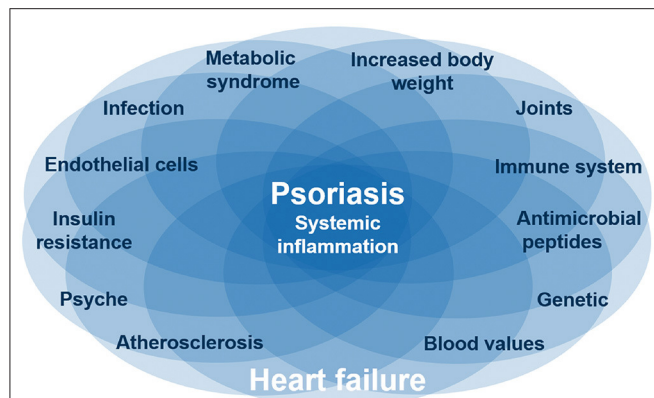 Metabolic
syndrome
Increased body
weight
Infection
Joints
Endothelial cells
Immune system
Psoriasis
Systemic
inflammation
Insulin
resistance
Antimicrobial
peptides
Psyche
Genetic
Atherosclerosis
Blood values
Heart failure